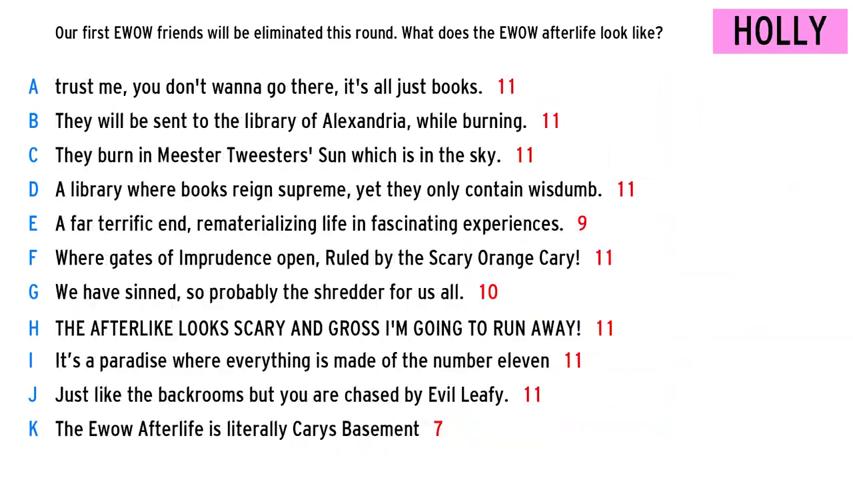 Our first EWOW friends will be eliminated this round. What does the EWOW afterlife look like?
HOLLY
A trust me, you don't wanna go there, it's all just books. 11
B They will be sent to the library of Alexandria, while burning. 11
C They burn in Meester Tweesters' Sun which is in the sky. 11
D A library where books reign supreme, yet they only contain wisdumb. 11
E A far terrific end, rematerializing life in fascinating experiences. 9
F Where gates of Imprudence open, Ruled by the Scary Orange Cary! 11
G We have sinned, so probably the shredder for us all. 10
H THE AFTERLIKE LOOKS SCARY AND GROSS I'M GOING TO RUN AWAY! 11
I It’s a paradise where everything is made of the number eleven 11
J Just like the backrooms but you are chased by Evil Leafy. 11
K The Ewow Afterlife is literally Carys Basement 7